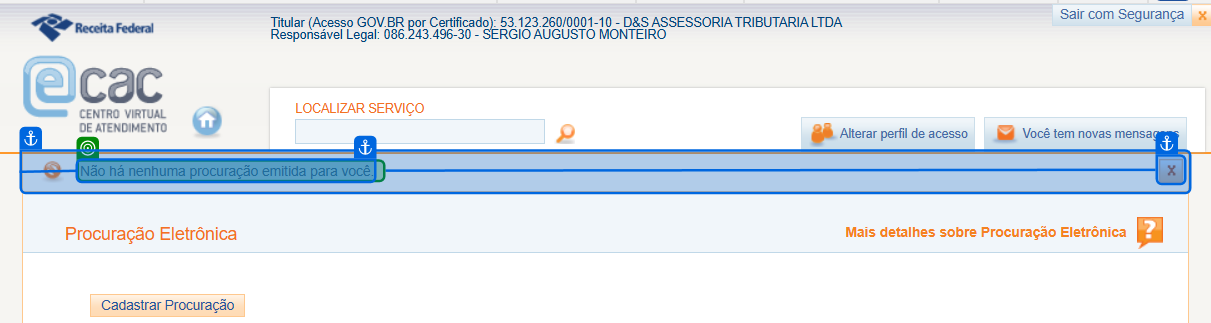 Sair com Segurança x
Receita Federal
Titular (Acesso GOV.BR por Certificado): 53.123.260/0001-10 - D&S ASSESSORIA TRIBUTARIA LTDA
Responsável Legal: 086.243.496-30 - SERGIO AUGUSTO MONTEIRO
eCAC
CENTRO VIRTUAL
DE ATENDIMENTO
LOCALIZAR SERVIÇO
Alterar perfil de acesso
Você tem novas mensagens
Não há nenhuma procuração emitida para você.
x
Procuração Eletrônica
Mais detalhes sobre Procuração Eletrônica ?
Cadastrar Procuração